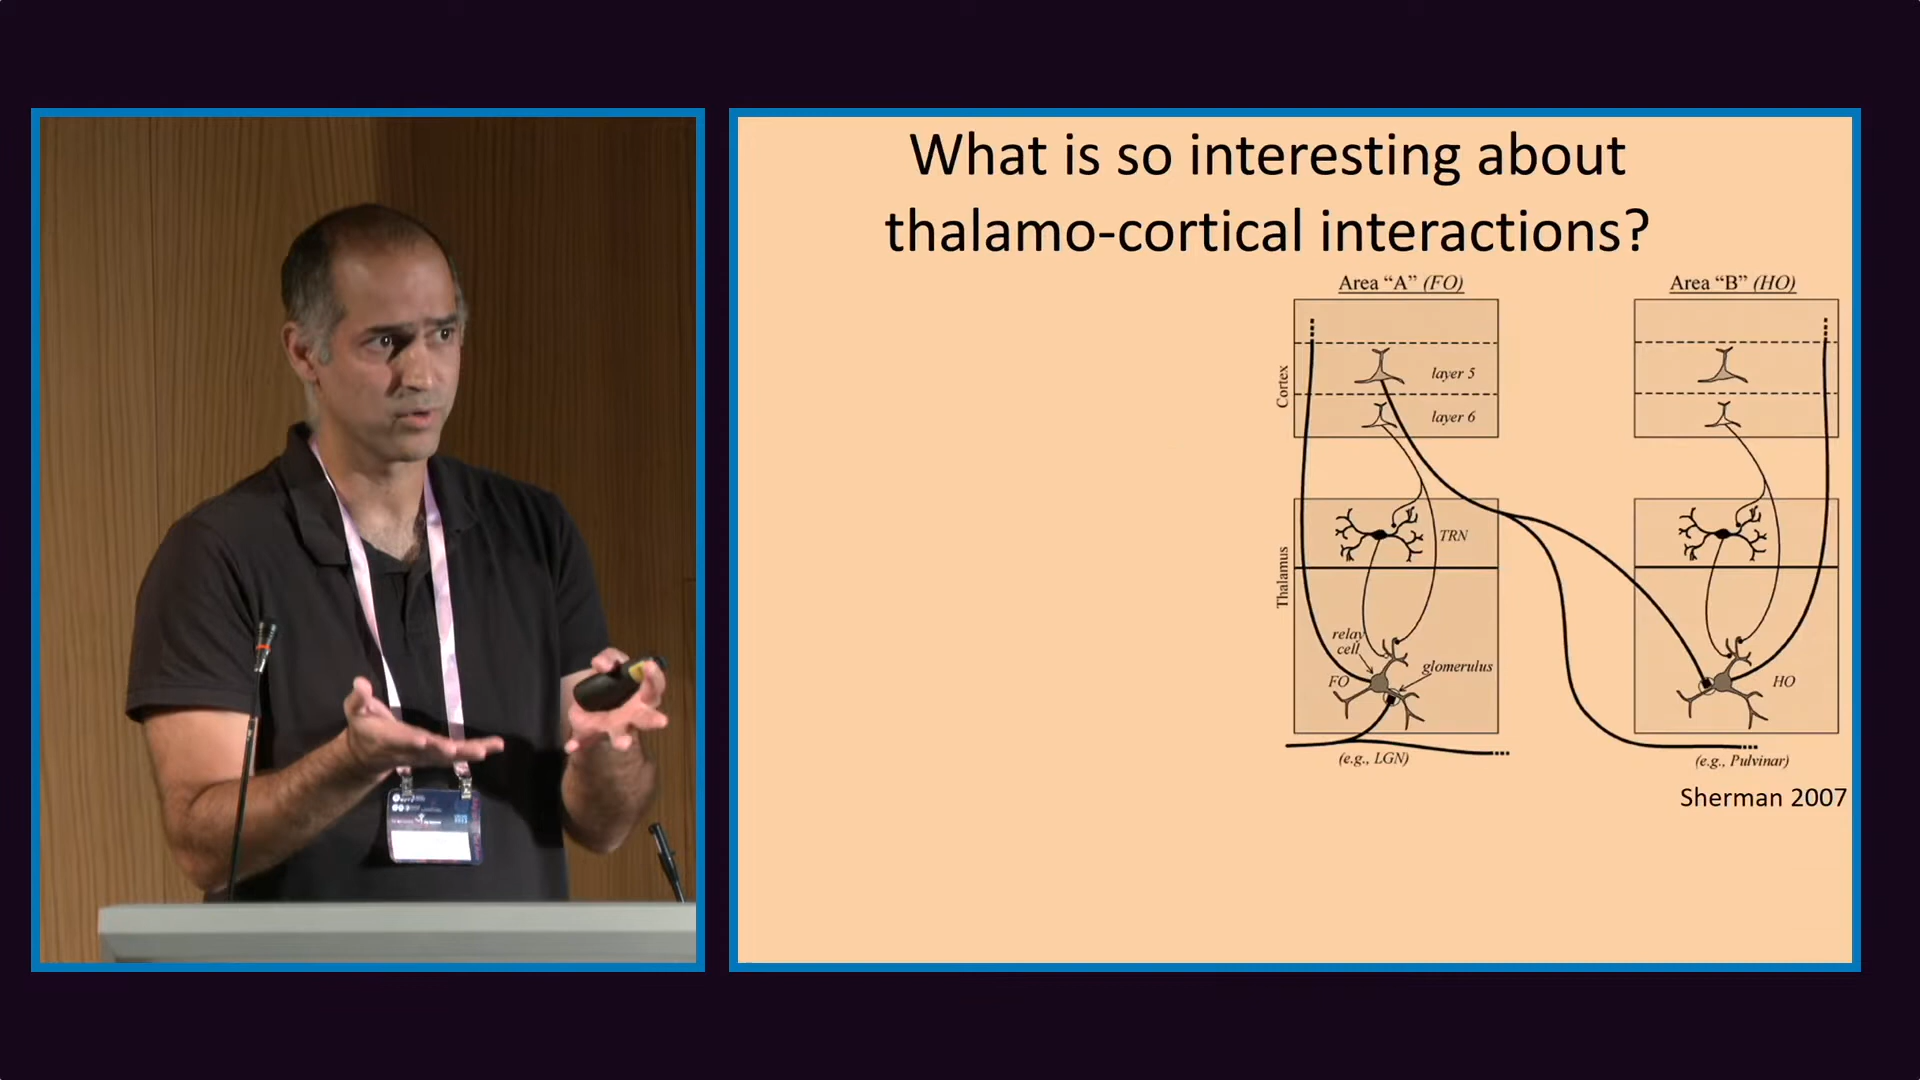 What is so interesting about
thalamo-cortical interactions?
Area “A” (FO)
Area “B” (HO)
Cortex
layer 5
layer 6
Thalamus
TRN
relay
cell
glomerulus
FO
HO
(e.g., LGN)
(e.g., Pulvinar)
Sherman 2007